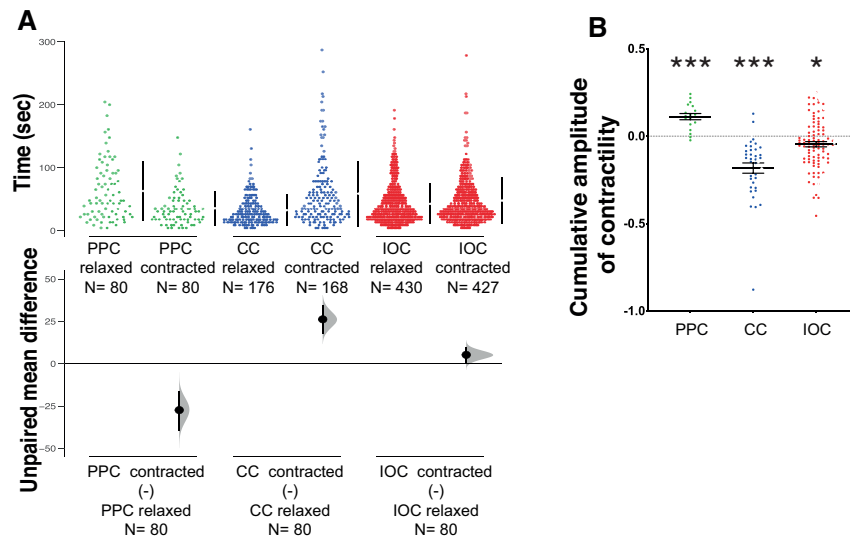 A
Time (sec)
300
200
100
0
PPC relaxed N= 80
PPC contracted N= 80
CC relaxed N= 176
CC contracted N= 168
IOC relaxed N= 430
IOC contracted N= 427
Unpaired mean difference
50
25
0
−25
−50
PPC contracted
(-)
PPC relaxed
N= 80
CC contracted
(-)
CC relaxed
N= 80
IOC contracted
(-)
IOC relaxed
N= 80
B
Cumulative amplitude
of contractility
0.5
0.0
-0.5
-1.0
*** *** *
PPC CC IOC